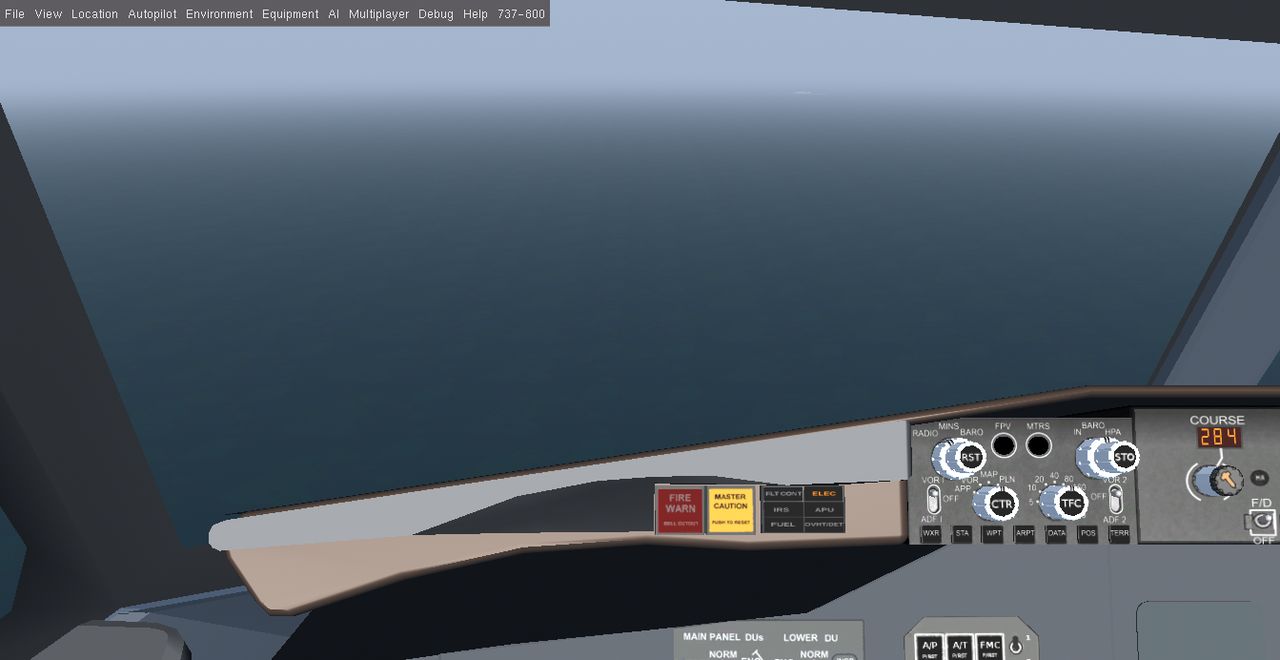 File View Location Autopilot Environment Equipment AI Multiplayer Debug Help 737-800
COURSE
284
MINS
RADIO BARO
FPV
MTRS
BARO
IN HPA
RST
STO
VOR 1
OFF
ADF 1
MAP
APP VOR PLN
CTR
10 20 40 80
5
TFC
VOR 2
OFF
ADF 2
F/D
OFF
WXR STA WPT ARPT DATA POS TERR
FIRE
WARN
BELL CUTOUT
MASTER
CAUTION
PUSH TO RESET
FLT CONT ELEC
IRS APU
FUEL OVHT/DET
MAIN PANEL DUs LOWER DU
NORM NORM
A/P A/T FMC
P/RST P/RST P/RST
1